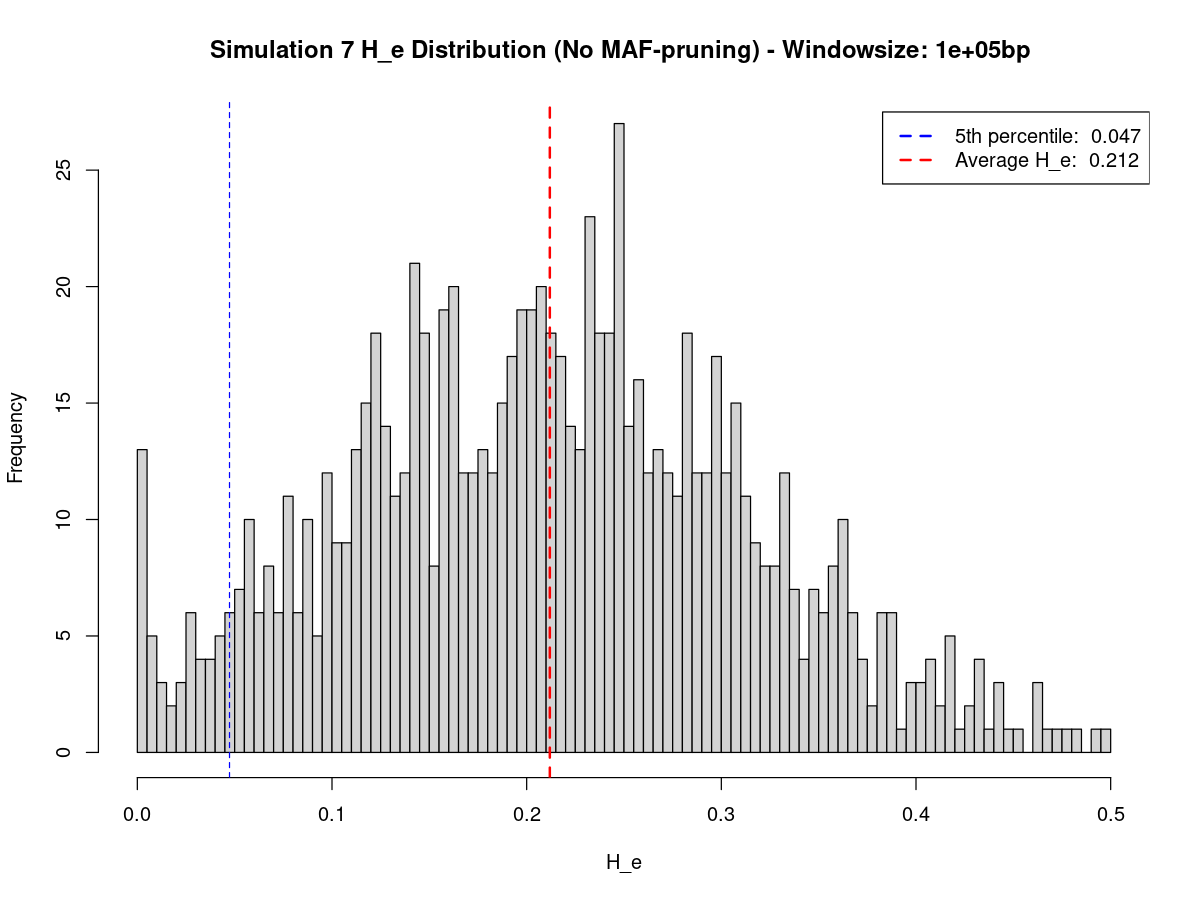 Simulation 7 H_e Distribution (No MAF-pruning) - Windowsize: 1e+05bp
5th percentile: 0.047
Average H_e: 0.212
Frequency
25
20
15
10
5
0
0.0 0.1 0.2 0.3 0.4 0.5
H_e